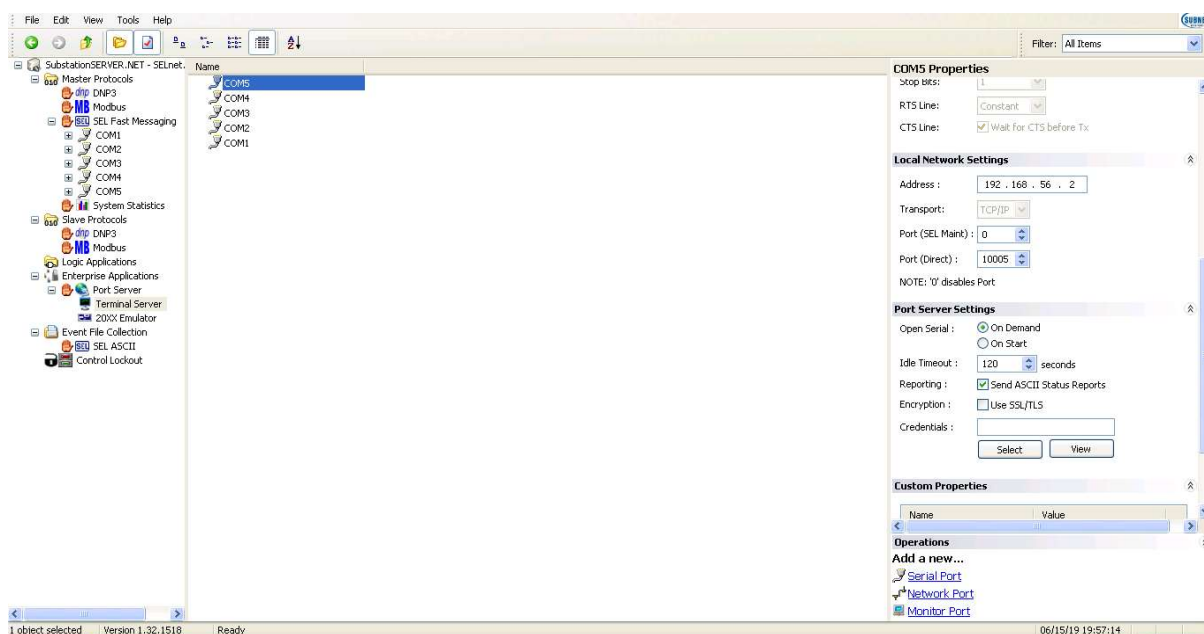 File Edit View Tools Help
Filter: All Items
SubstationSERVER.NET - SELnet.
Master Protocols
dnp DNP3
MB Modbus
SEL SEL Fast Messaging
COM1
COM2
COM3
COM4
COM5
System Statistics
Slave Protocols
dnp DNP3
MB Modbus
Logic Applications
Enterprise Applications
Port Server
Terminal Server
20XX Emulator
Event File Collection
SEL SEL ASCII
Control Lockout
Name
COM5
COM4
COM3
COM2
COM1
COM5 Properties
Stop Bits: 1
RTS Line: Constant
CTS Line: Wait for CTS before Tx
Local Network Settings
Address : 192 . 168 . 56 . 2
Transport: TCP/IP
Port (SEL Maint) : 0
Port (Direct) : 10005
NOTE: '0' disables Port
Port Server Settings
Open Serial : On Demand
On Start
Idle Timeout : 120 seconds
Reporting : Send ASCII Status Reports
Encryption : Use SSL/TLS
Credentials :
Select View
Custom Properties
Name Value
Operations
Add a new...
Serial Port
Network Port
Monitor Port
1 object selected Version 1.32.1518 Ready 06/15/19 19:57:14